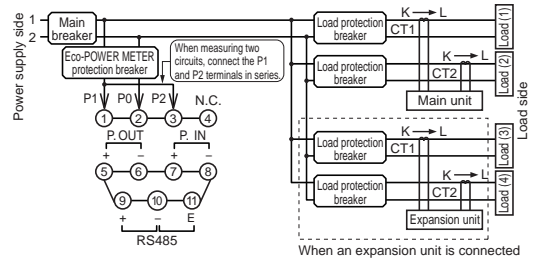 Power supply side
1
2
Main
breaker
Eco-POWER METER
protection breaker
When measuring two
circuits, connect the P1
and P2 terminals in series.
P1 P0 P2 N.C.
1 2 3 4
P. OUT P. IN
+ − + −
5 6 7 8
9 10 11
+ − E
RS485
Load protection
breaker
K → L
CT1
Load (1)
Load protection
breaker
K → L
CT2
Load (2)
Main unit
Load side
Load protection
breaker
K → L
CT1
Load (3)
Load protection
breaker
K → L
CT2
Load (4)
Expansion unit
When an expansion unit is connected